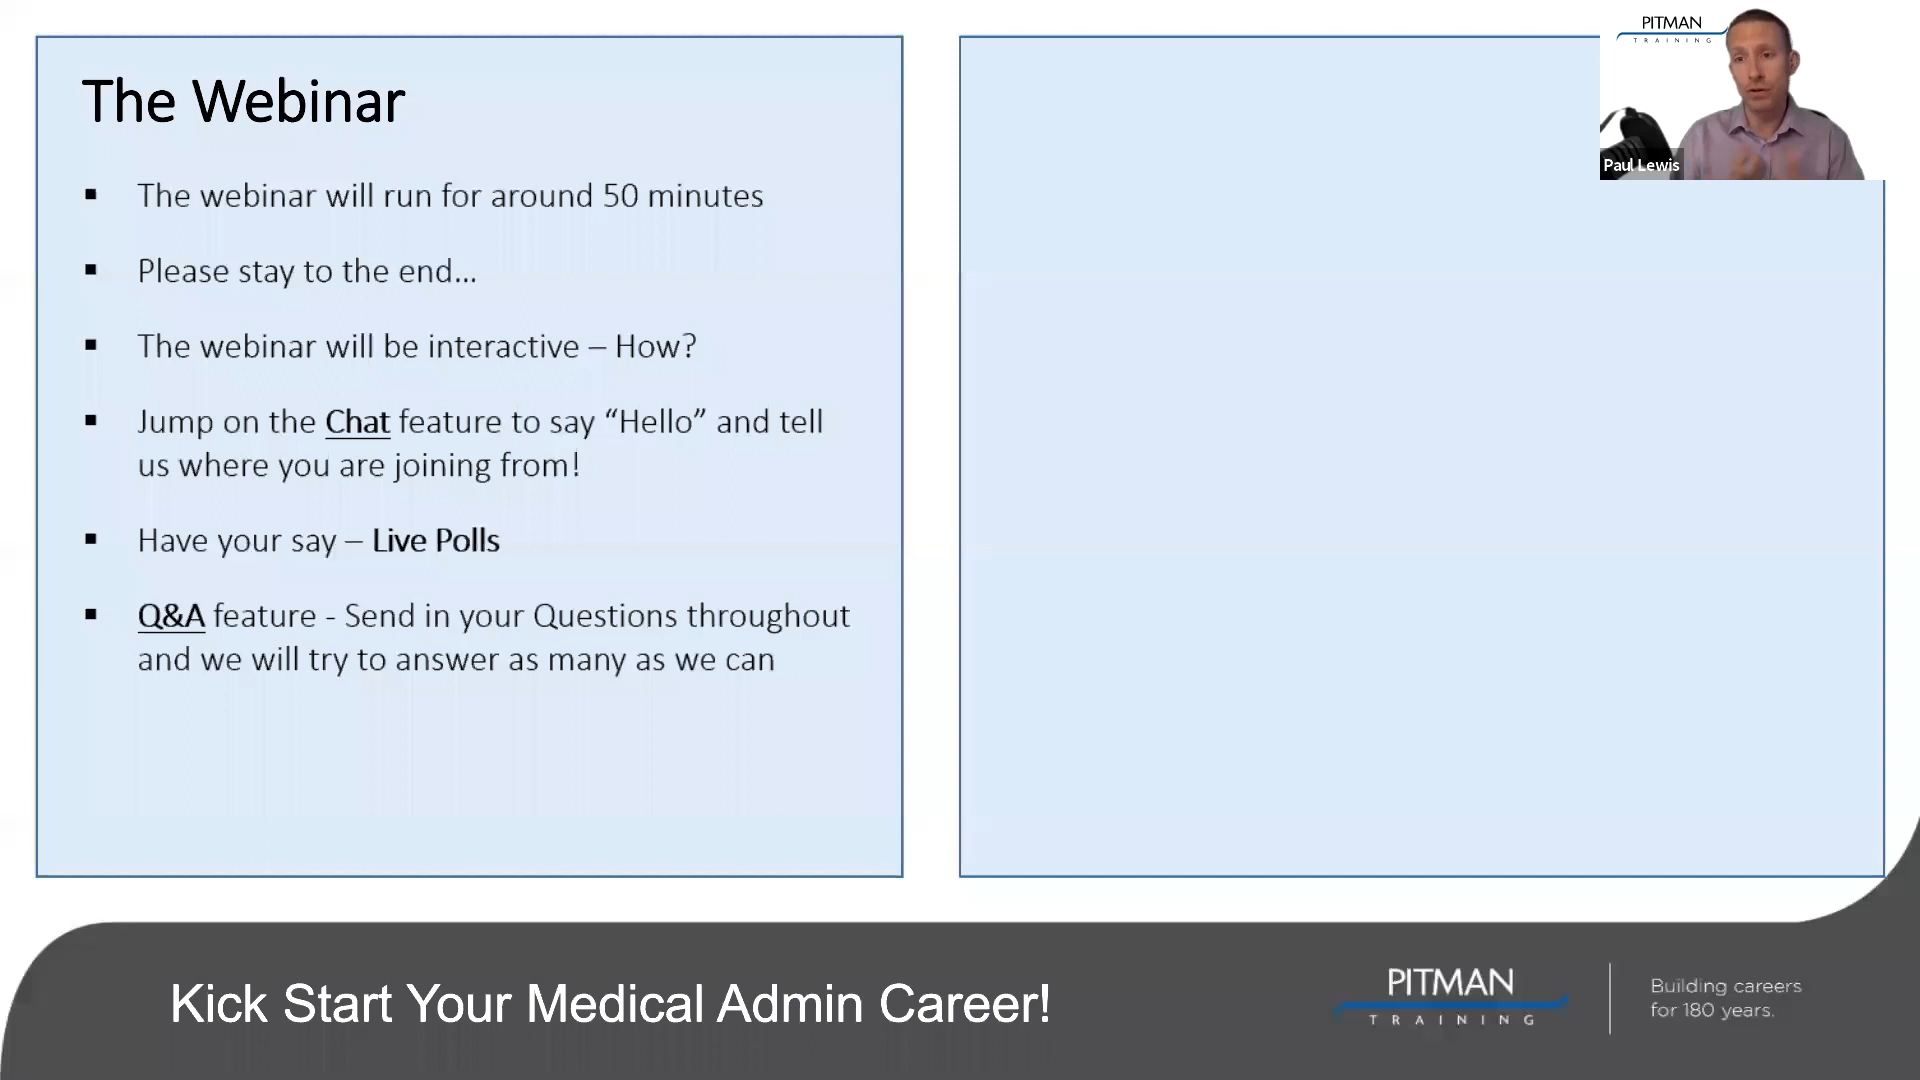 The Webinar
▪ The webinar will run for around 50 minutes
▪ Please stay to the end...
▪ The webinar will be interactive – How?
▪ Jump on the Chat feature to say “Hello” and tell
us where you are joining from!
▪ Have your say – Live Polls
▪ Q&A feature - Send in your Questions throughout
and we will try to answer as many as we can
PITMAN
TRAINING
Paul Lewis
Kick Start Your Medical Admin Career!
PITMAN
TRAINING
Building careers
for 180 years.